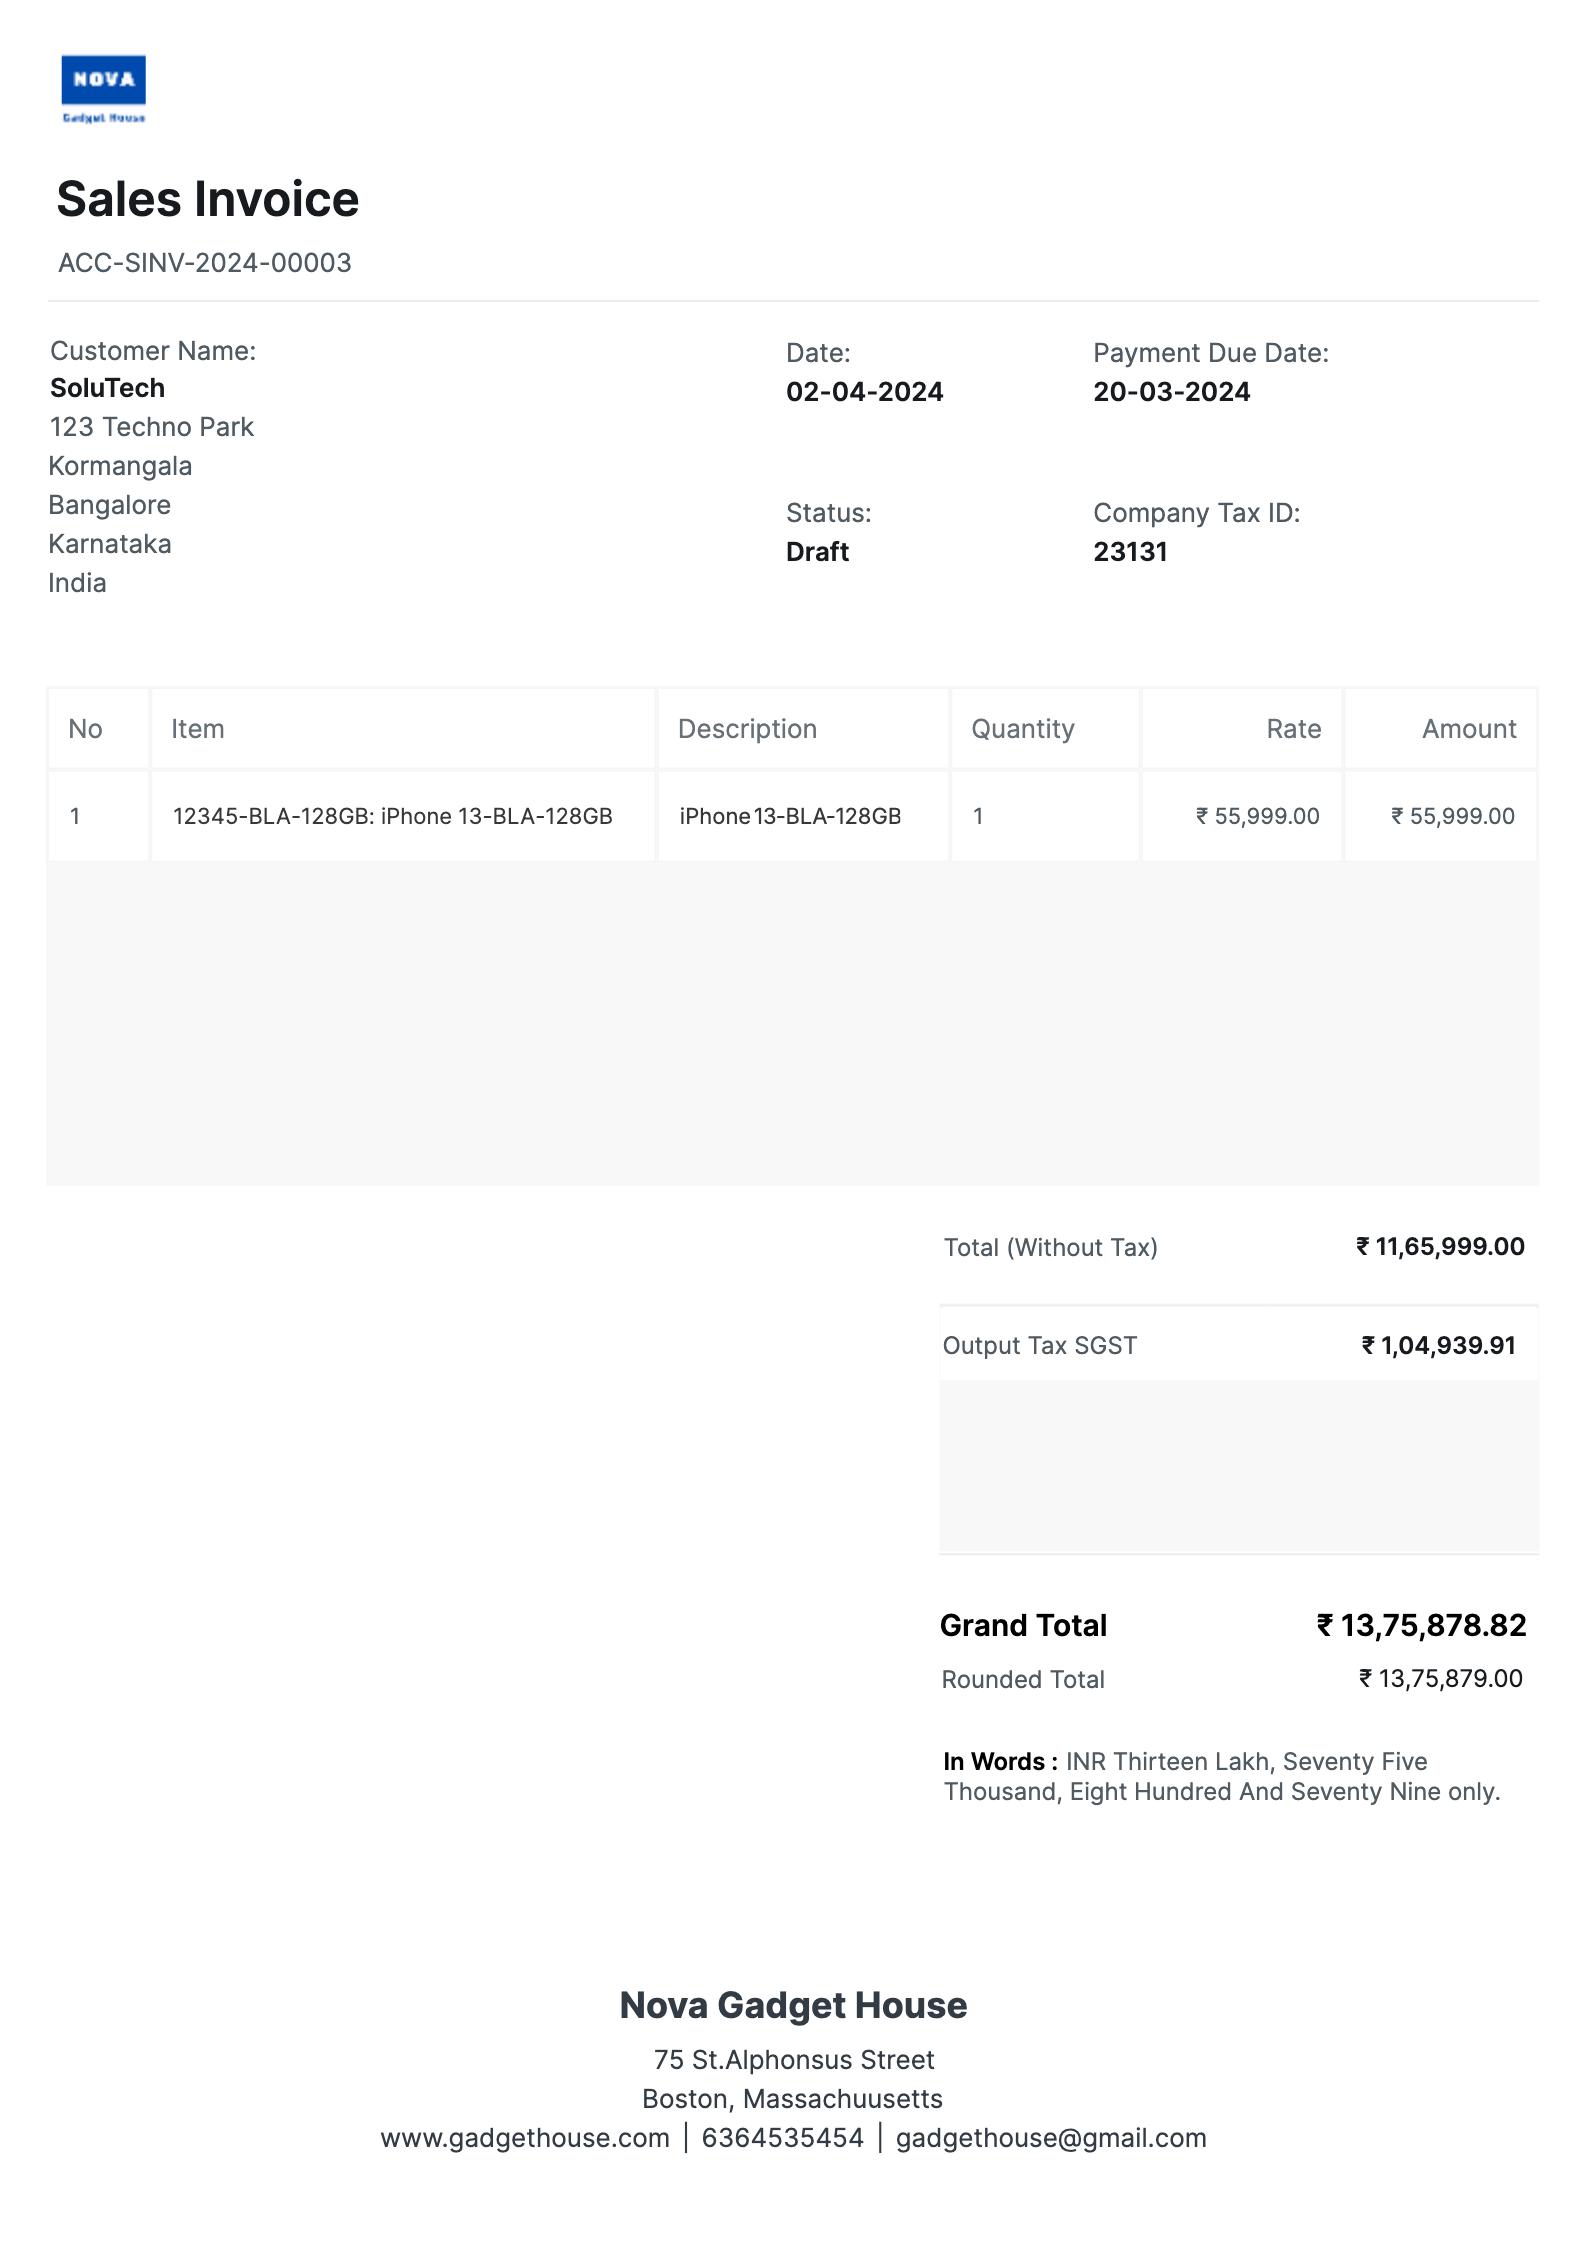 NOVA
Gadget House
Sales Invoice
ACC-SINV-2024-00003
Customer Name:
SoluTech
123 Techno Park
Kormangala
Bangalore
Karnataka
India
Date:
02-04-2024
Payment Due Date:
20-03-2024
Status:
Draft
Company Tax ID:
23131
No Item Description Quantity Rate Amount
1 12345-BLA-128GB: iPhone 13-BLA-128GB iPhone 13-BLA-128GB 1 ₹ 55,999.00 ₹ 55,999.00
Total (Without Tax) ₹ 11,65,999.00
Output Tax SGST ₹ 1,04,939.91
Grand Total ₹ 13,75,878.82
Rounded Total ₹ 13,75,879.00
In Words : INR Thirteen Lakh, Seventy Five
Thousand, Eight Hundred And Seventy Nine only.
Nova Gadget House
75 St.Alphonsus Street
Boston, Massachuusetts
www.gadgethouse.com | 6364535454 | gadgethouse@gmail.com